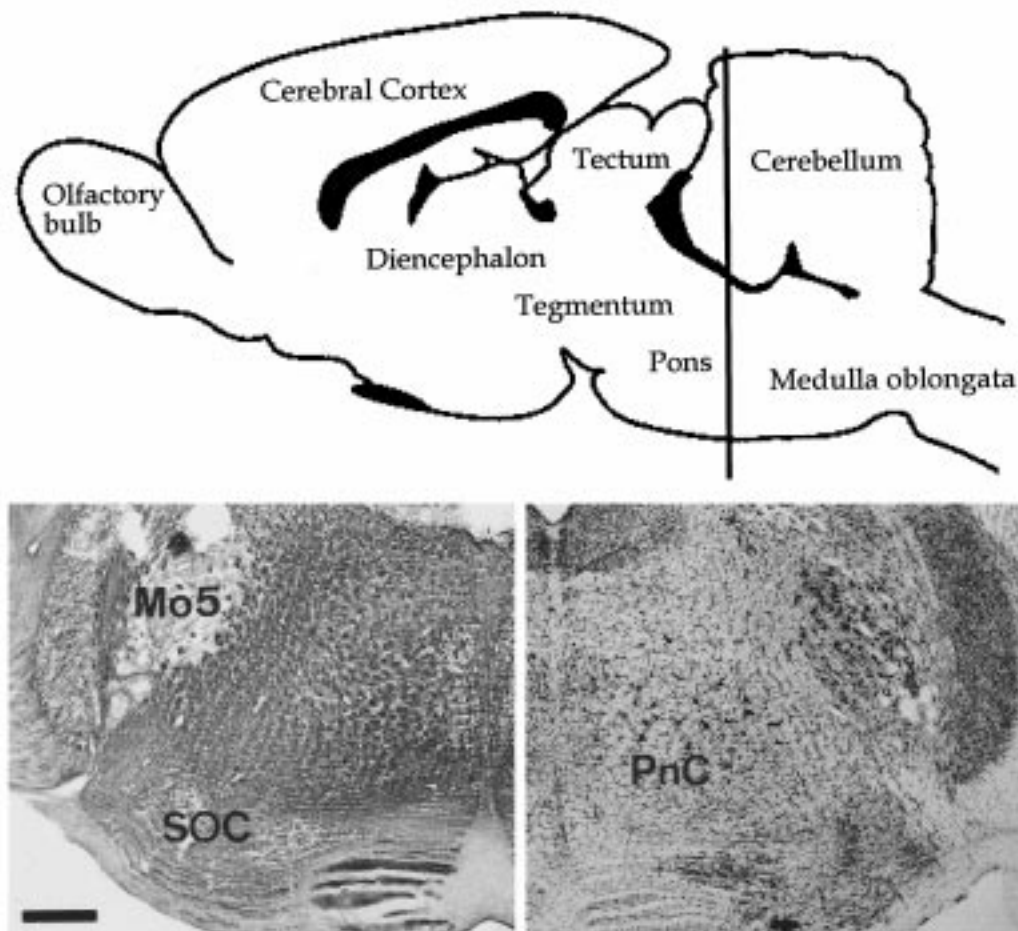 Cerebral Cortex
Tectum
Cerebellum
Olfactory
bulb
Diencephalon
Tegmentum
Pons
Medulla oblongata
Mo5
PnC
SOC